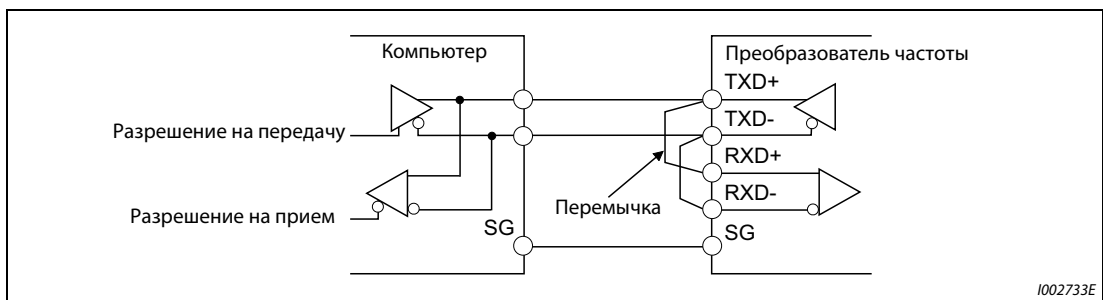 Компьютер
Преобразователь частоты
TXD+
TXD-
Разрешение на передачу
RXD+
RXD-
Перемычка
Разрешение на прием
SG
SG
I002733E